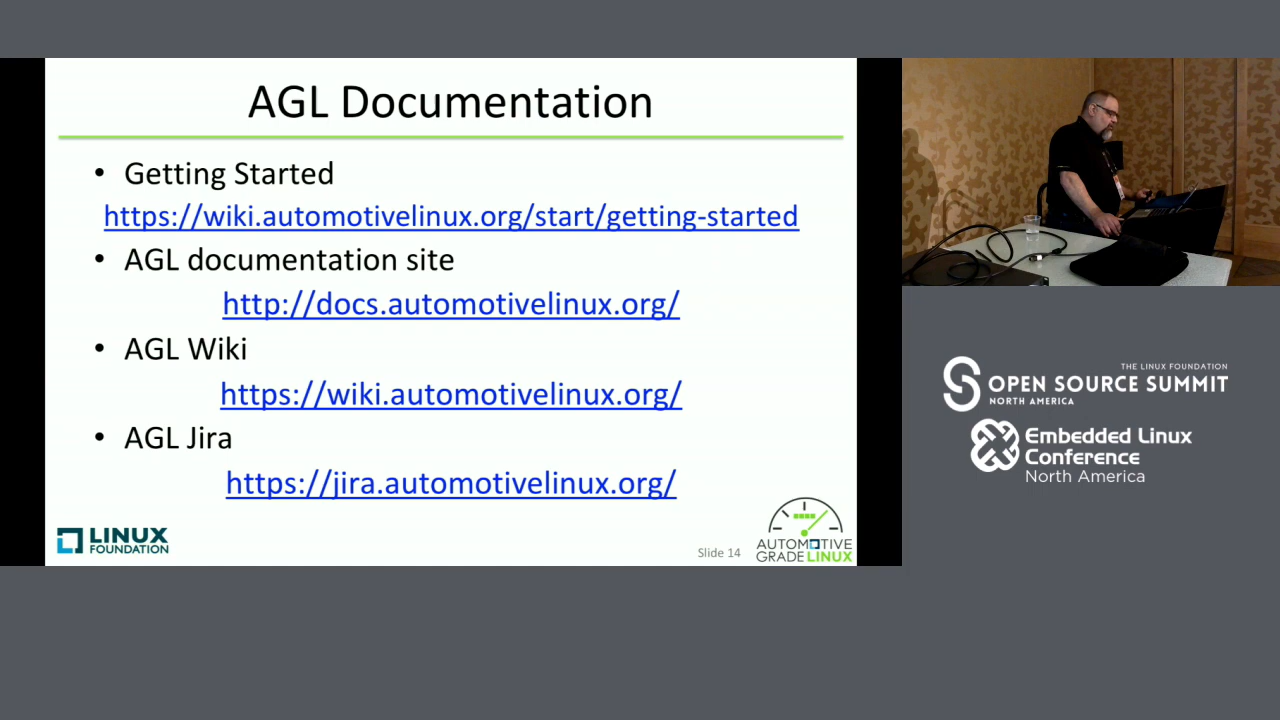 AGL Documentation
• Getting Started
https://wiki.automotivelinux.org/start/getting-started
• AGL documentation site
http://docs.automotivelinux.org/
• AGL Wiki
https://wiki.automotivelinux.org/
• AGL Jira
https://jira.automotivelinux.org/
LINUX
FOUNDATION
Slide 14
AUTOMOTIVE
GRADE LINUX
THE LINUX FOUNDATION
OPEN SOURCE SUMMIT
NORTH AMERICA
Embedded Linux
Conference
North America